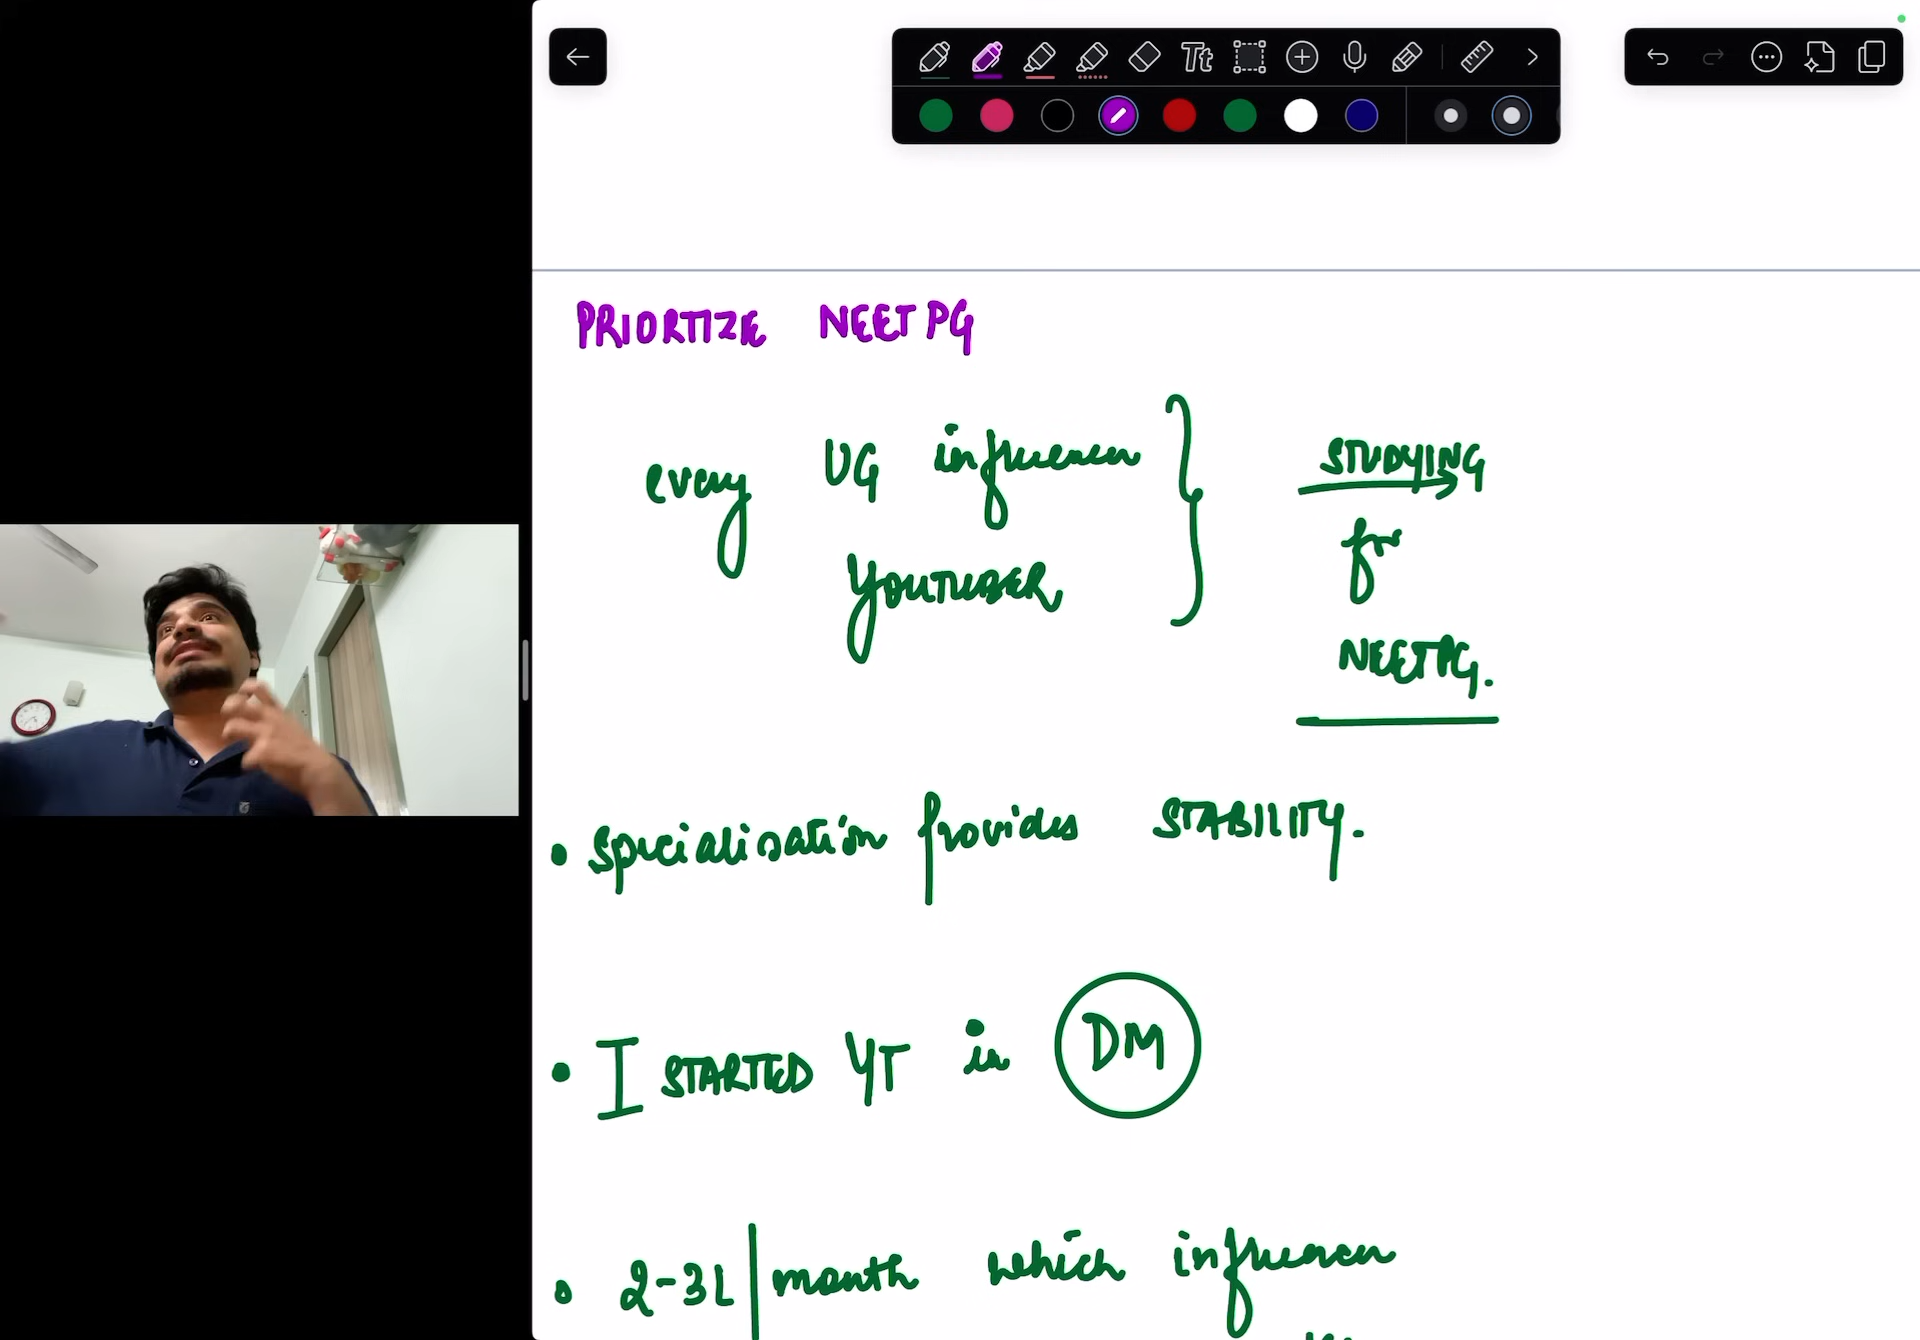 Tt
PRIORTIZE NEET PG
every UG influencer
YOUTUBER
STUDYING
for
NEETPG.
• Specialisation provides STABILITY.
• I STARTED YT in DM
• 2-3L/month which influencer